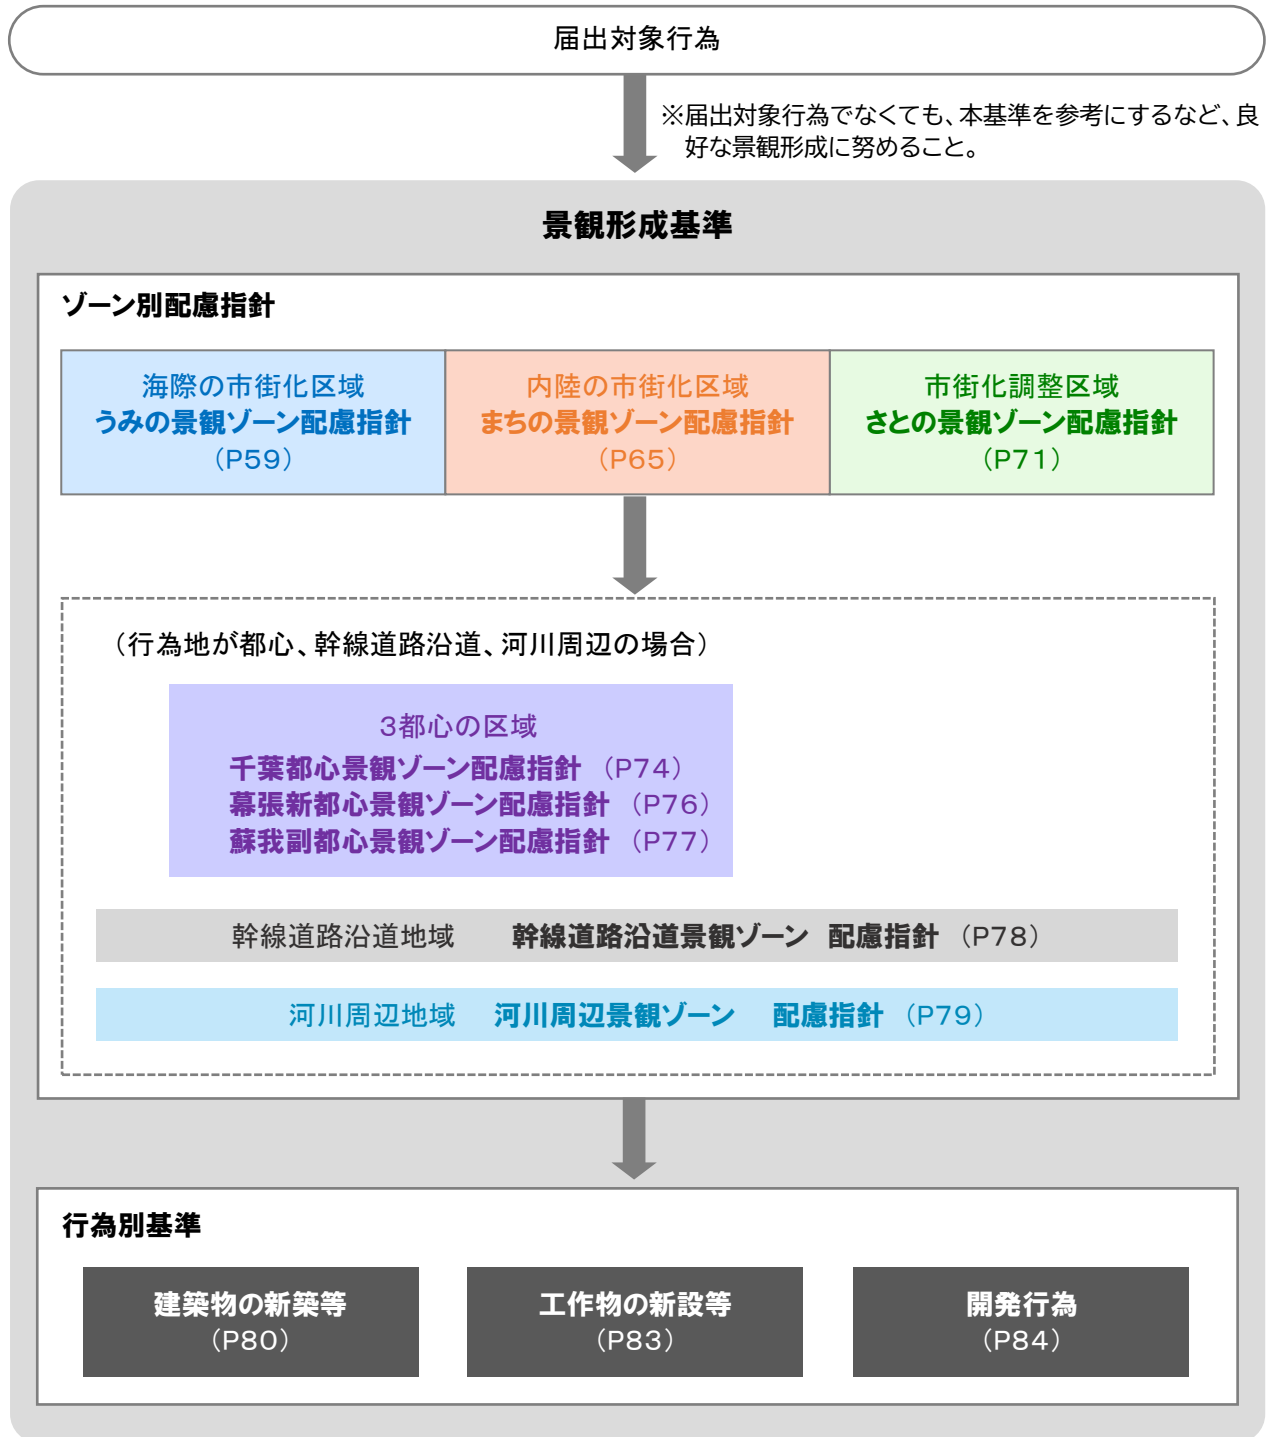 届出対象行為
※届出対象行為でなくても、本基準を参考にするなど、良
好な景観形成に努めること。
景観形成基準
ゾーン別配慮指針
海際の市街化区域
うみの景観ゾーン配慮指針
（P59）
内陸の市街化区域
まちの景観ゾーン配慮指針
（P65）
市街化調整区域
さとの景観ゾーン配慮指針
（P71）
（行為地が都心、幹線道路沿道、河川周辺の場合）
3都心の区域
千葉都心景観ゾーン配慮指針 （P74）
幕張新都心景観ゾーン配慮指針 （P76）
蘇我副都心景観ゾーン配慮指針 （P77）
幹線道路沿道地域 幹線道路沿道景観ゾーン 配慮指針 （P78）
河川周辺地域 河川周辺景観ゾーン 配慮指針 （P79）
行為別基準
建築物の新築等
（P80）
工作物の新設等
（P83）
開発行為
（P84）